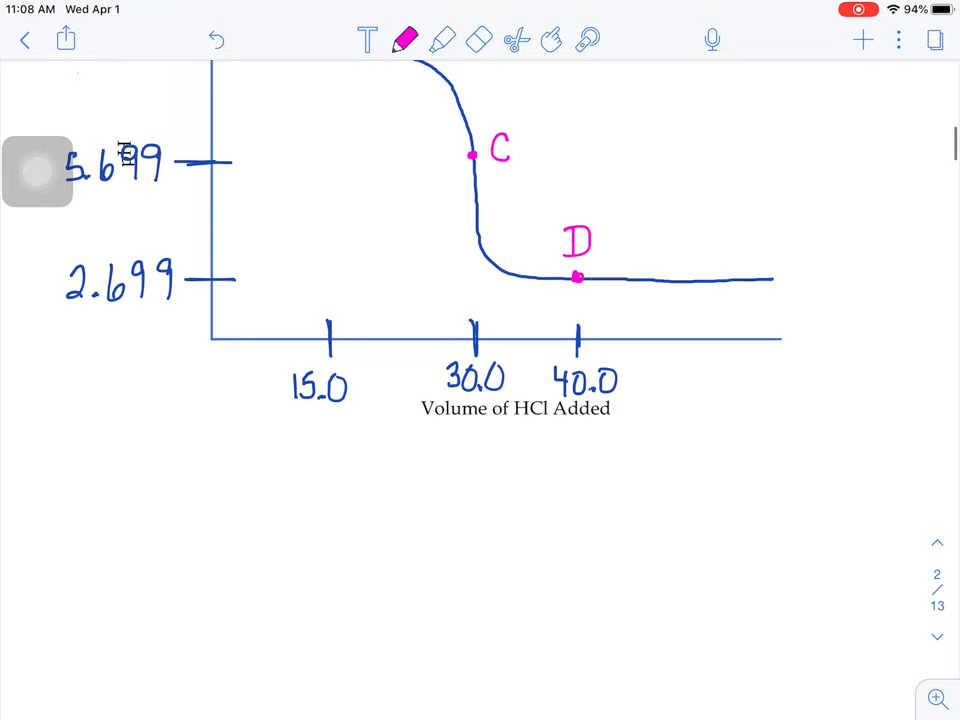 11:08 AM Wed Apr 1
94%
T
C
pH
5.699
D
2.699
15.0 30.0 40.0
Volume of HCl Added
2
/
13